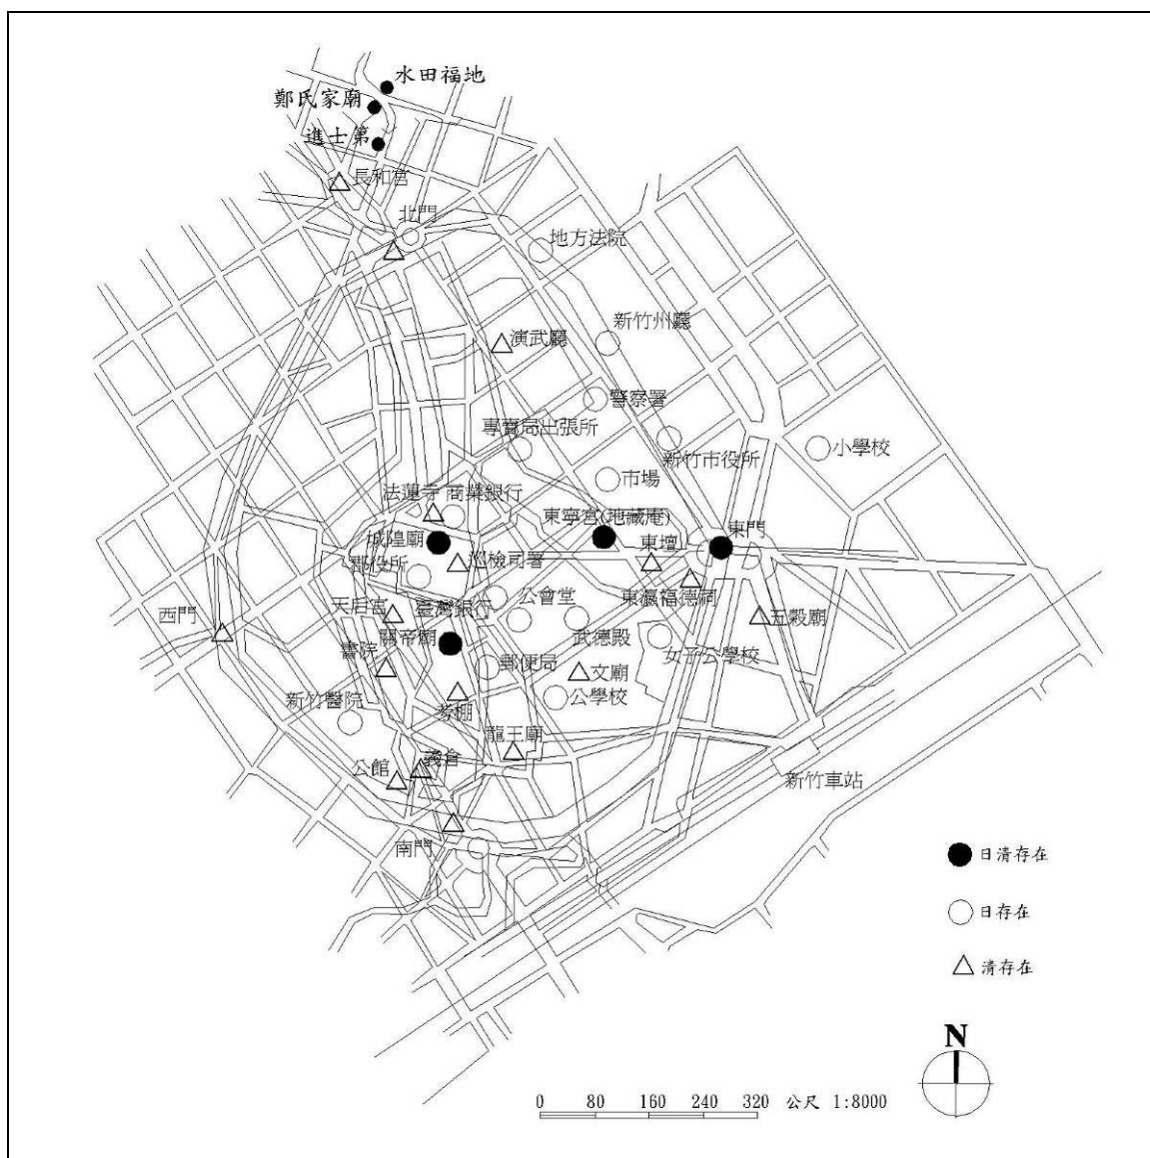 水田福地
鄭氏家廟
進士第
長和宮
北門
地方法院
新竹州廳
演武廳
警察署
專賣局出張所
新竹市役所
小學校
市場
法蓮寺 商業銀行
東寧宮(地藏庵)
東門
城隍廟
巡檢司署
東壇
郡役所
東瀛福德祠
天后宮
臺灣銀行
公會堂
西門
五穀廟
關帝廟
武德殿
女子公學校
書院
郵便局
文廟
新竹醫院
考棚
公學校
龍王廟
公館
義倉
新竹車站
南門
日清存在
日存在
清存在
N
0 80 160 240 320 公尺 1:8000